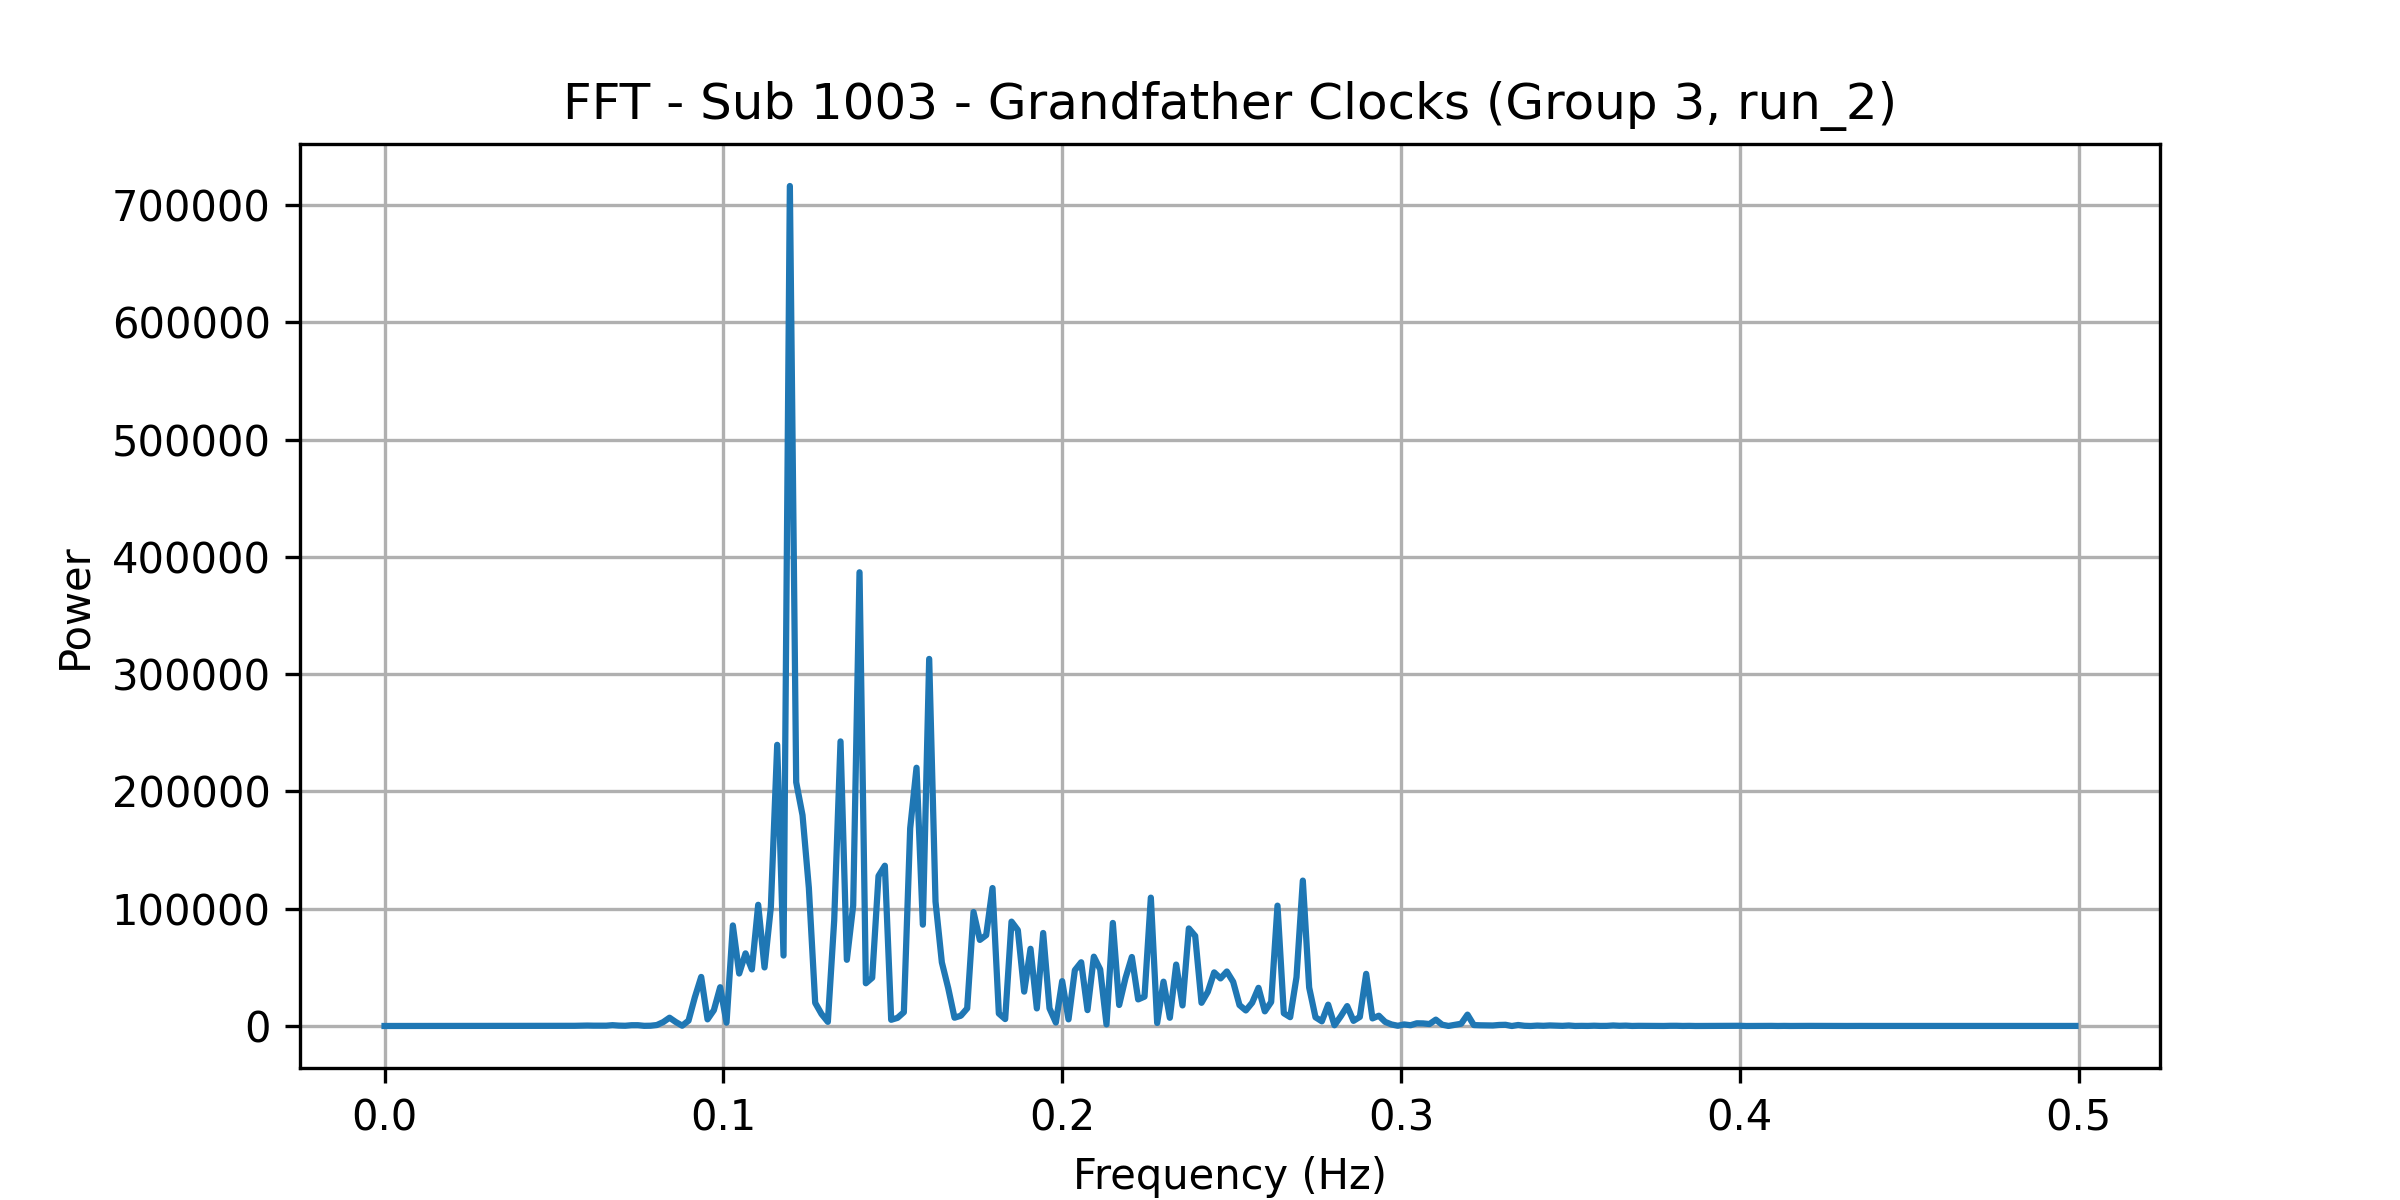 FFT - Sub 1003 - Grandfather Clocks (Group 3, run_2)
700000
600000
500000
400000
300000
200000
100000
0
Power
0.0 0.1 0.2 0.3 0.4 0.5
Frequency (Hz)